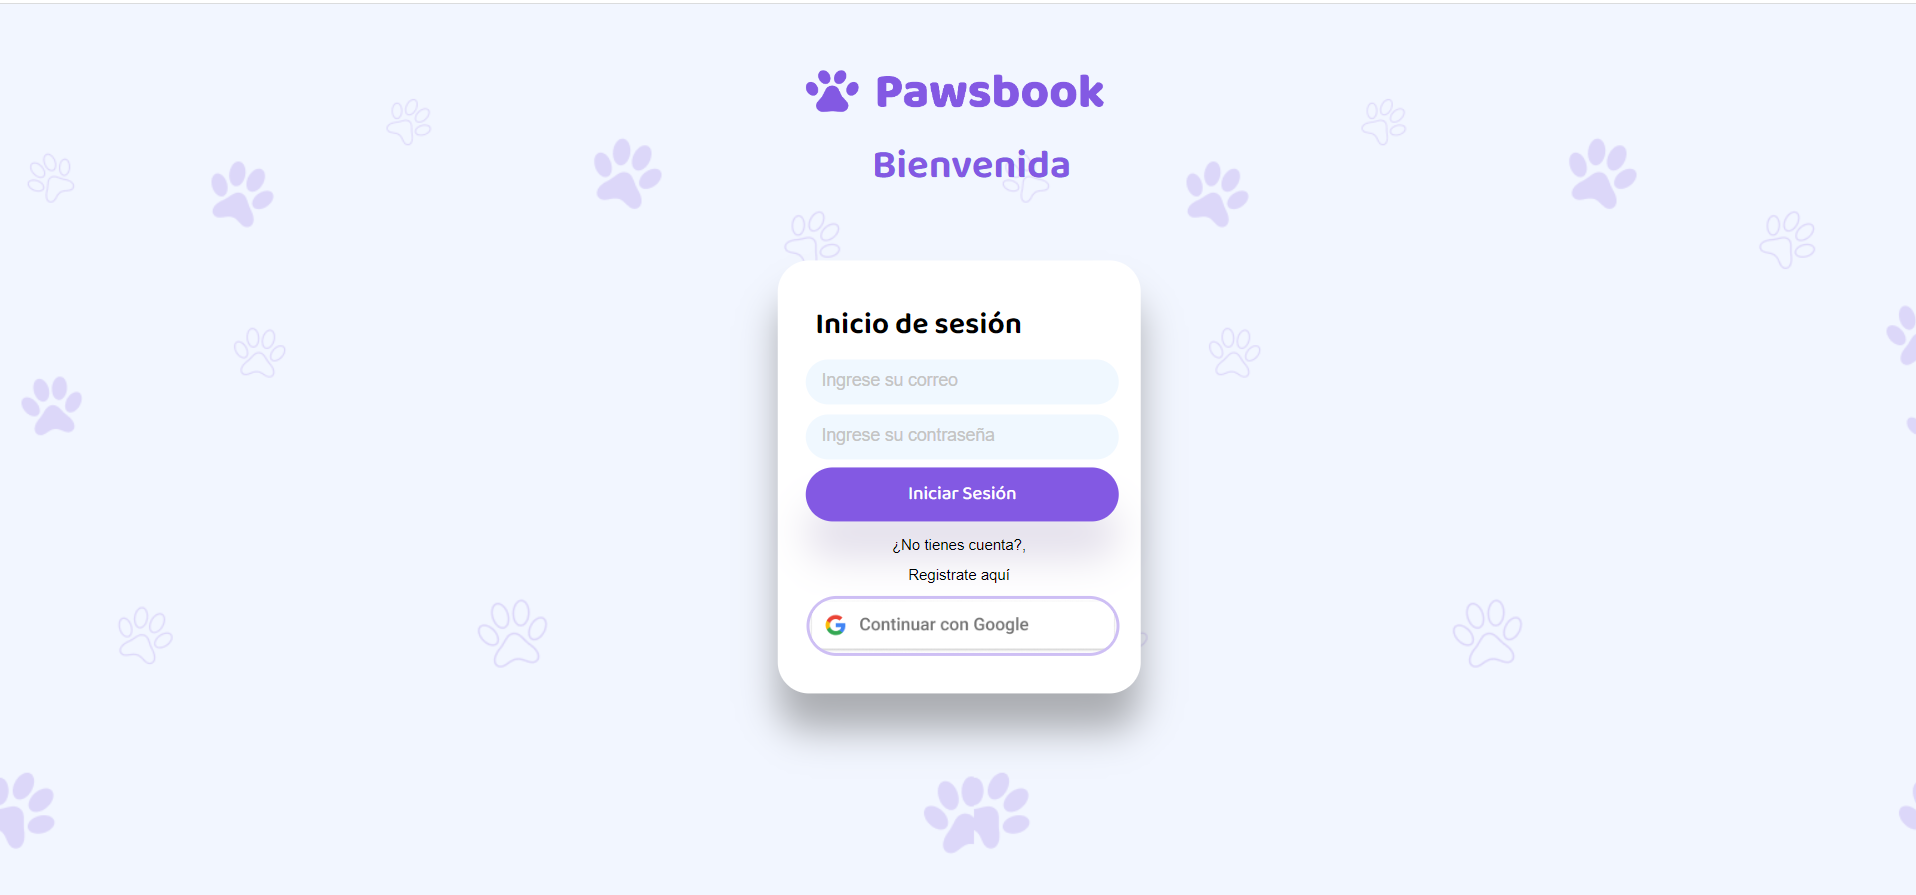 Pawsbook
Bienvenida
Inicio de sesión
Ingrese su correo
Ingrese su contraseña
Iniciar Sesión
¿No tienes cuenta?,
Registrate aquí
Continuar con Google